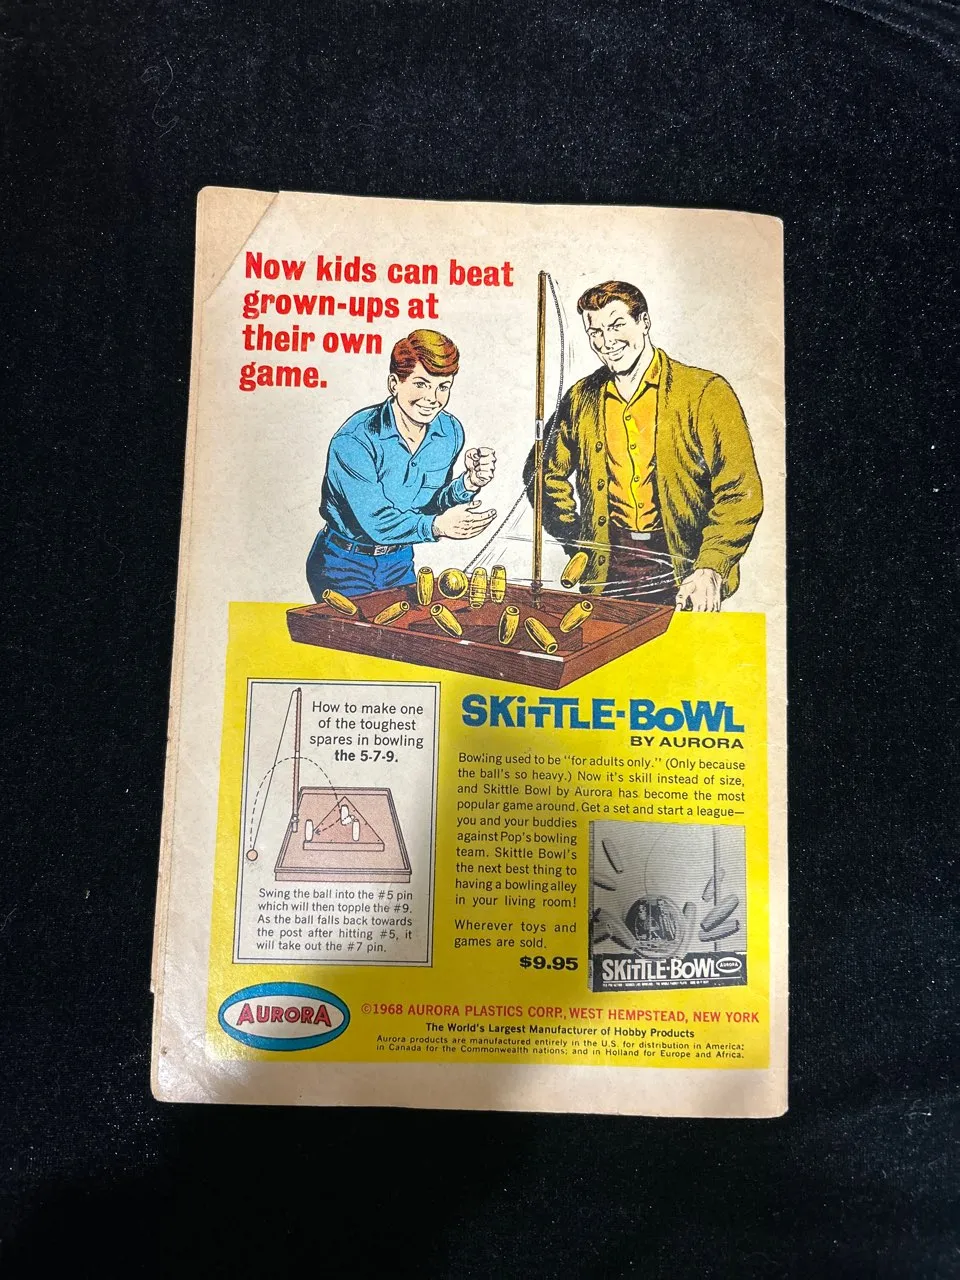 Now kids can beat
grown-ups at
their own
game.
How to make one
of the toughest
spares in bowling
the 5-7-9.
Swing the ball into the #5 pin
which will then topple the #9.
As the ball falls back towards
the post after hitting #5, it
will take out the #7 pin.
SKiTTLE-BoWL
BY AURORA
Bowling used to be "for adults only." (Only because
the ball's so heavy.) Now it's skill instead of size,
and Skittle Bowl by Aurora has become the most
popular game around. Get a set and start a league—
you and your buddies
against Pop's bowling
team. Skittle Bowl's
the next best thing to
having a bowling alley
in your living room!
Wherever toys and
games are sold.
$9.95
SKiTTLE-BoWL
AURORA
AURORA
©1968 AURORA PLASTICS CORP., WEST HEMPSTEAD, NEW YORK
The World's Largest Manufacturer of Hobby Products
Aurora products are manufactured entirely in the U.S. for distribution in America;
in Canada for the Commonwealth nations; and in Holland for Europe and Africa.